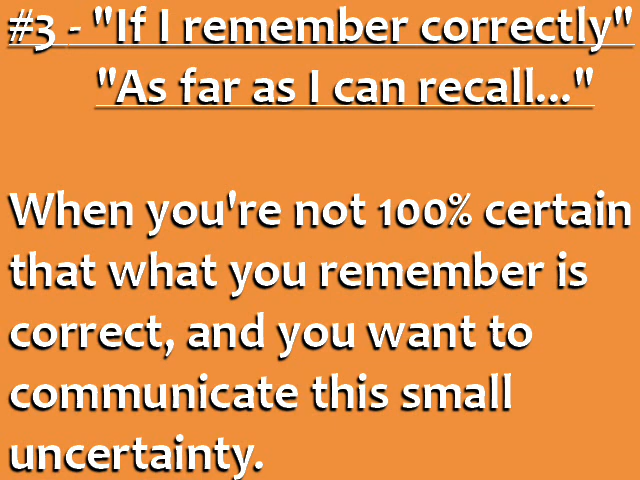 #3 - "If I remember correctly"
"As far as I can recall..."
When you're not 100% certain
that what you remember is
correct, and you want to
communicate this small
uncertainty.